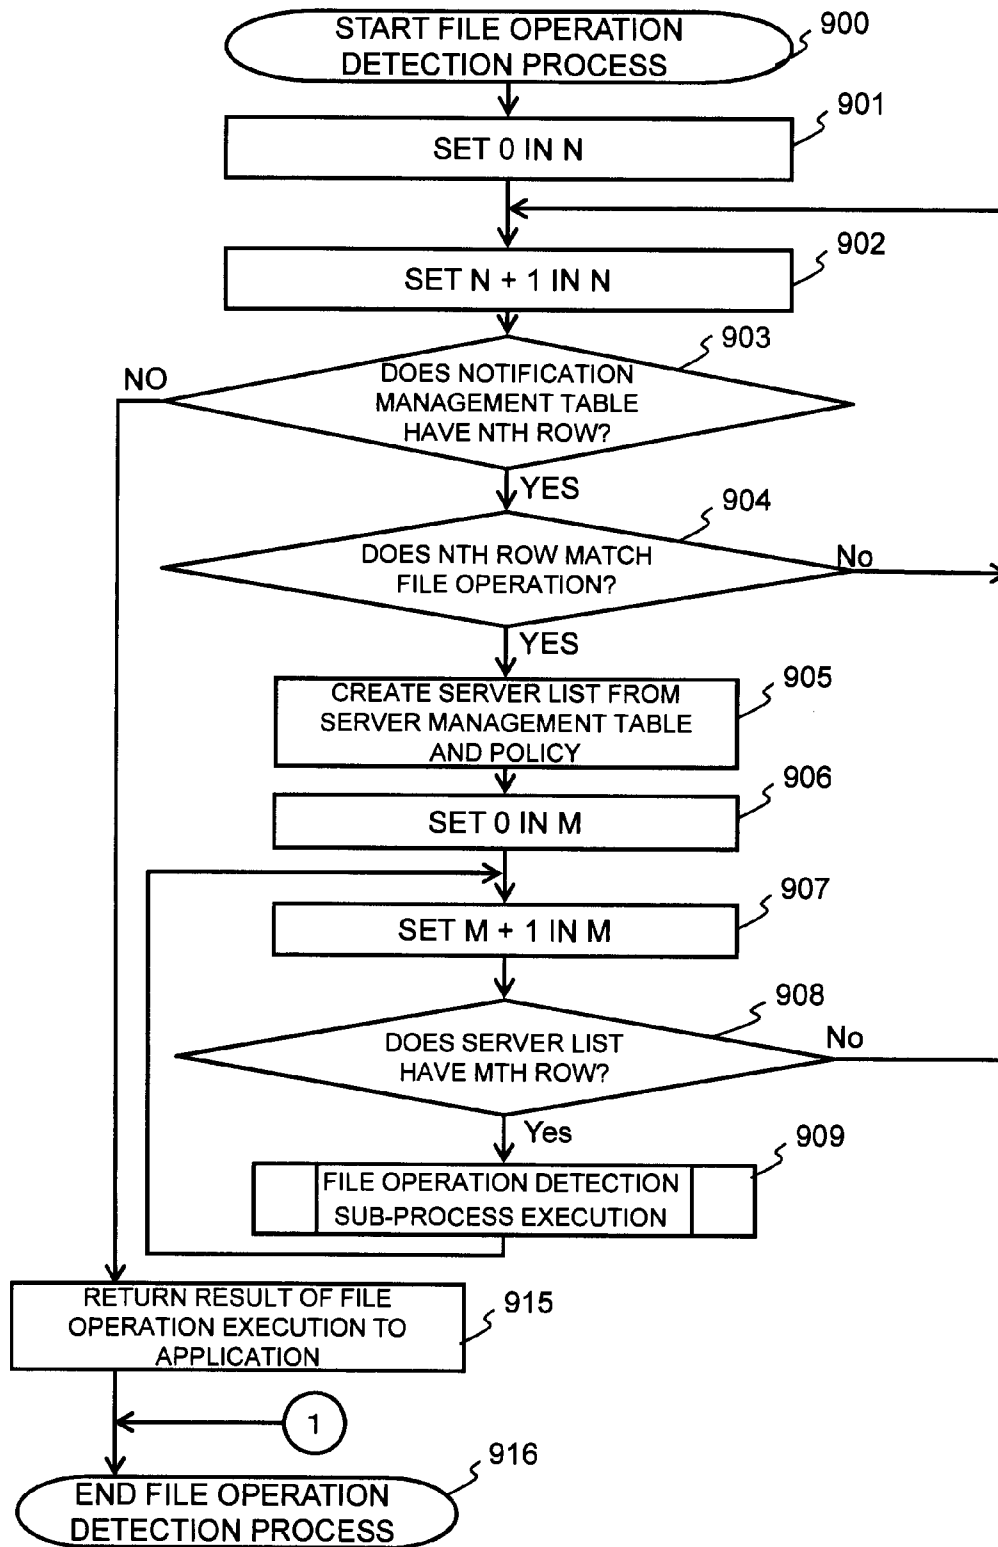 START FILE OPERATION
DETECTION PROCESS
900
901
SET 0 IN N
902
SET N + 1 IN N
903
NO
DOES NOTIFICATION
MANAGEMENT TABLE
HAVE NTH ROW?
YES
904
DOES NTH ROW MATCH
FILE OPERATION?
No
YES
905
CREATE SERVER LIST FROM
SERVER MANAGEMENT TABLE
AND POLICY
906
SET 0 IN M
907
SET M + 1 IN M
908
DOES SERVER LIST
HAVE MTH ROW?
No
Yes
909
FILE OPERATION DETECTION
SUB-PROCESS EXECUTION
RETURN RESULT OF FILE
OPERATION EXECUTION TO
APPLICATION
915
1
916
END FILE OPERATION
DETECTION PROCESS